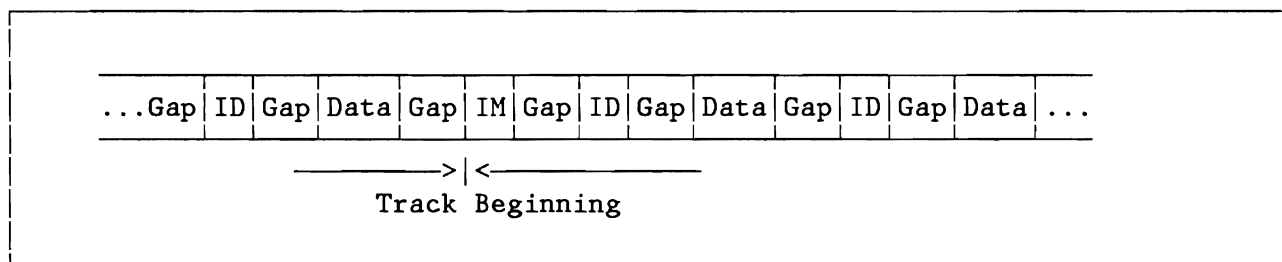 ...Gap|ID|Gap|Data|Gap|IM|Gap|ID|Gap|Data|Gap|ID|Gap|Data|...
>|<
Track Beginning